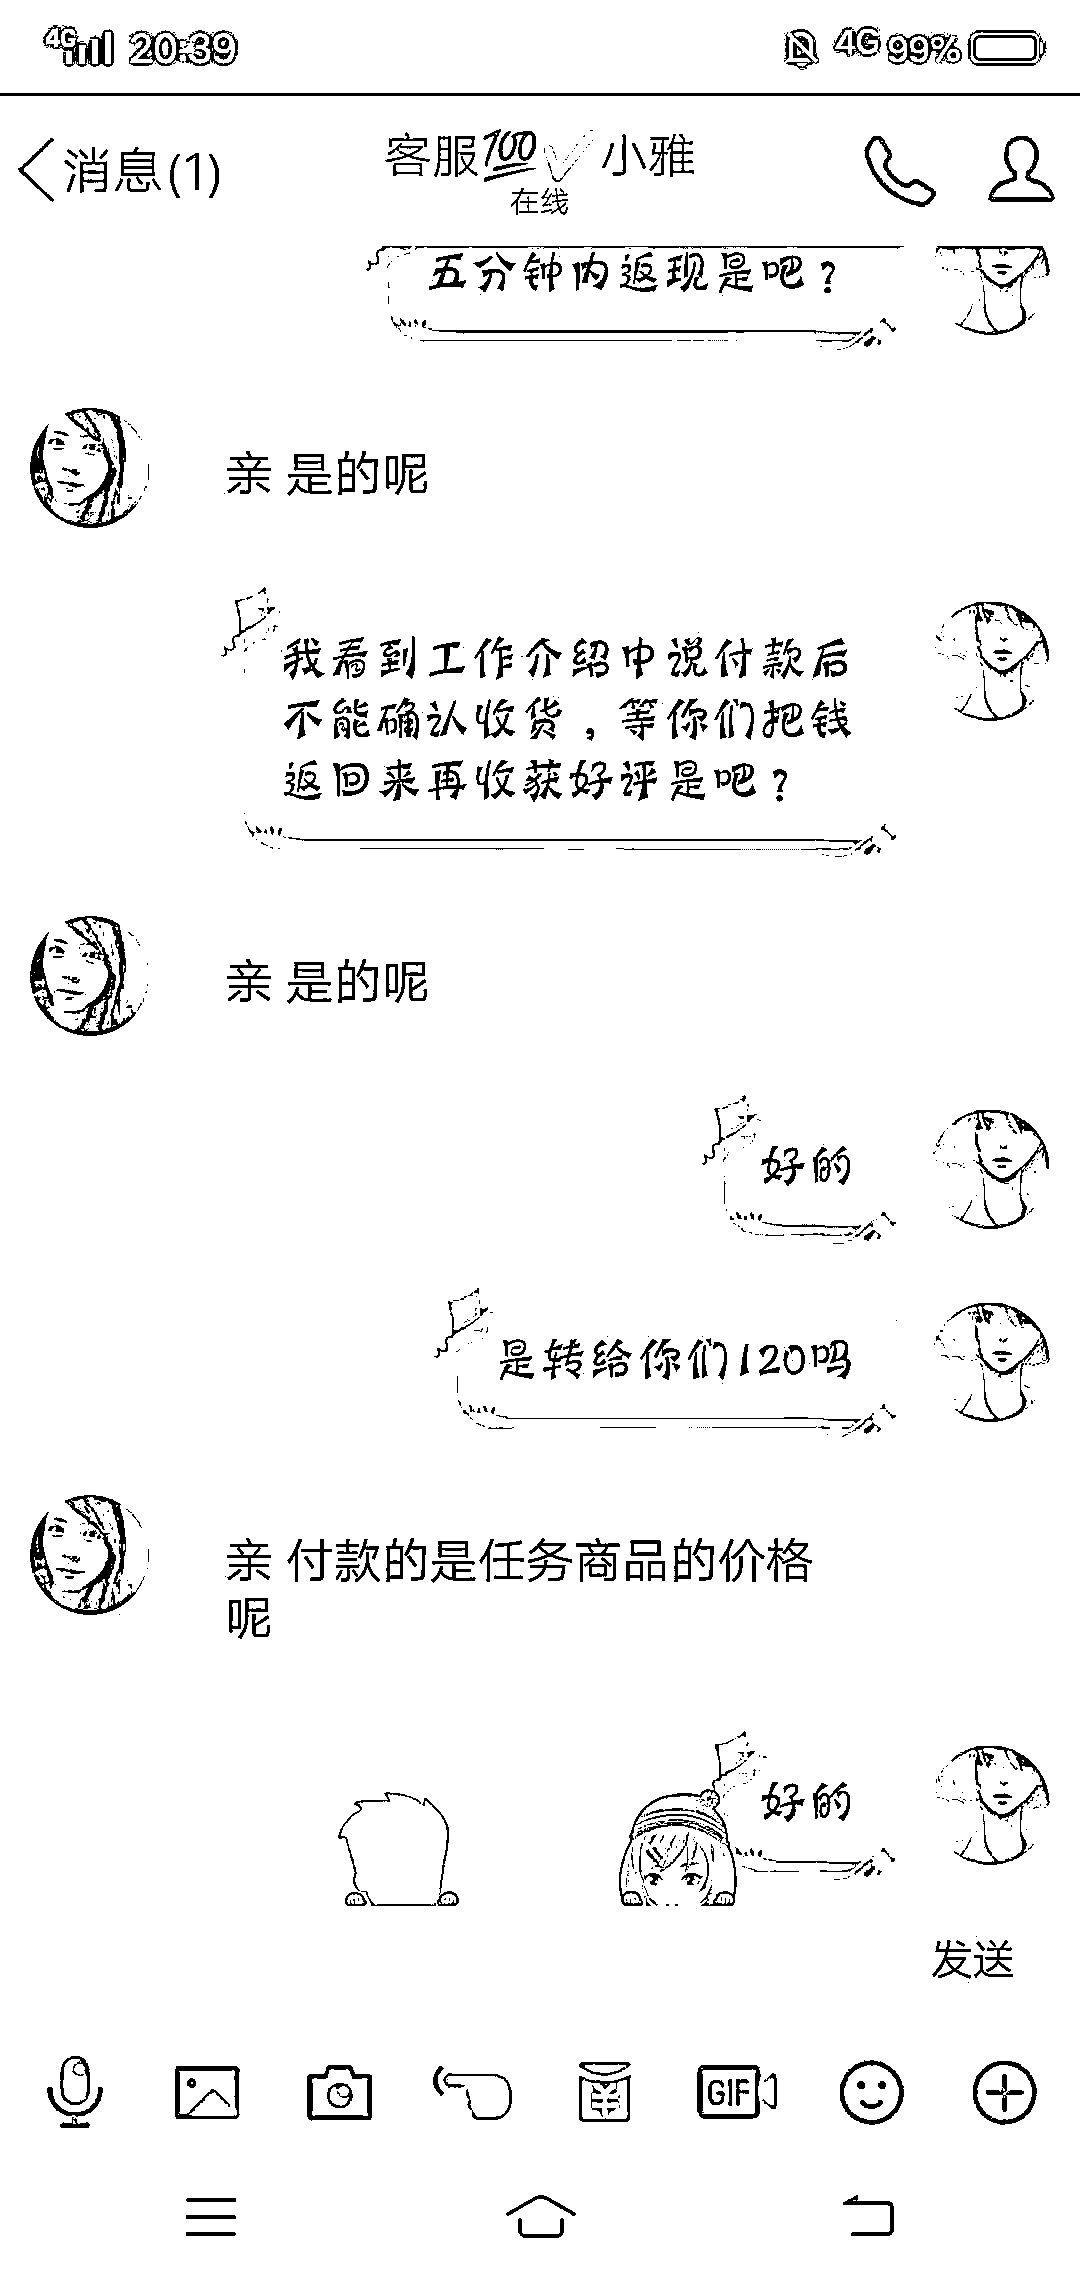 4G 20:39 4G 99%
消息(1) 客服💯✓小雅
在线
五分钟内返现是吧？
亲 是的呢
我看到工作介绍中说付款后
不能确认收货，等你们把钱
返回来再收获好评是吧？
亲 是的呢
好的
是转给你们120吗
亲 付款的是任务商品的价格
呢
好的
发送
GIF